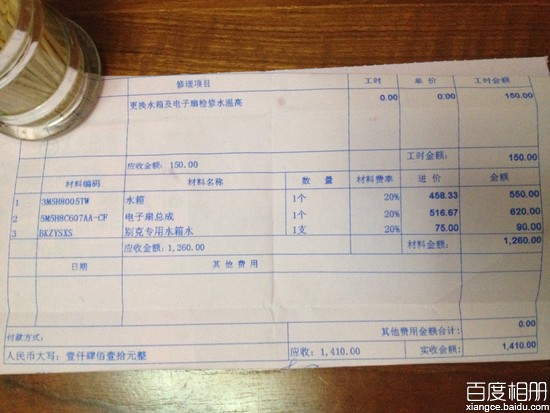 修理项目 工时 单价 工时金额
更换水箱及电子扇检修水温高 0.00 0.00 150.00
应收金额：150.00 工时金额： 150.00
材料编码 材料名称 数量 材料费率 进价 金额
1 3M5H8005TW 水箱 1个 20% 458.33 550.00
2 5M5H8C607AA-CF 电子扇总成 1个 20% 516.67 620.00
3 BKZYSXS 别克专用水箱水 1支 20% 75.00 90.00
应收金额：1,260.00 材料金额： 1,260.00
日期 其他费用
付款方式： 其他费用金额合计： 0.00
人民币大写：壹仟肆佰壹拾元整 应收：1,410.00 实收金额： 1,410.00
百度相册
xiangce.baidu.com